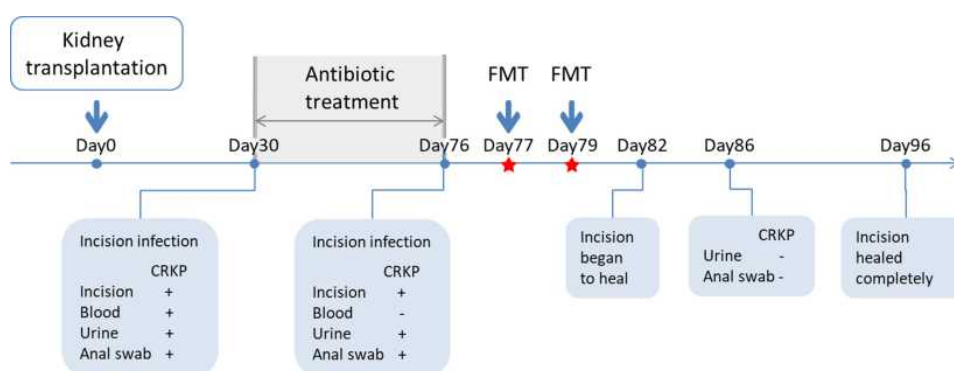 Kidney
transplantation
Antibiotic
treatment
FMT
FMT
Day0
Day30
Day76
Day77
Day79
Day82
Day86
Day96
Incision infection
CRKP
Incision +
Blood +
Urine +
Anal swab +
Incision infection
CRKP
Incision +
Blood -
Urine +
Anal swab +
Incision
began
to heal
CRKP
Urine -
Anal swab -
Incision
healed
completely